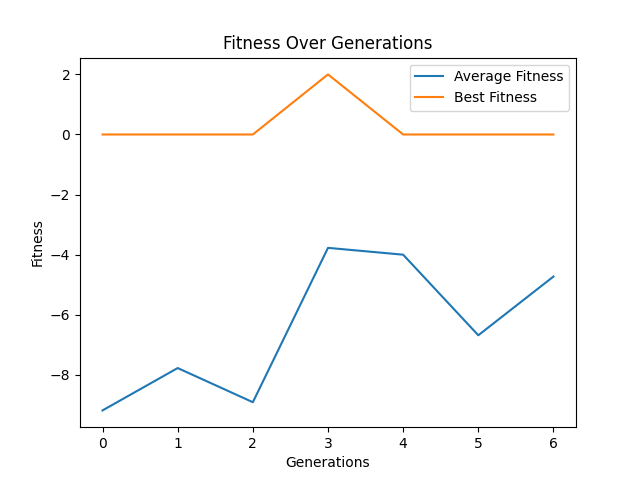 Fitness Over Generations
Average Fitness
Best Fitness
Fitness
2
0
−2
−4
−6
−8
0 1 2 3 4 5 6
Generations